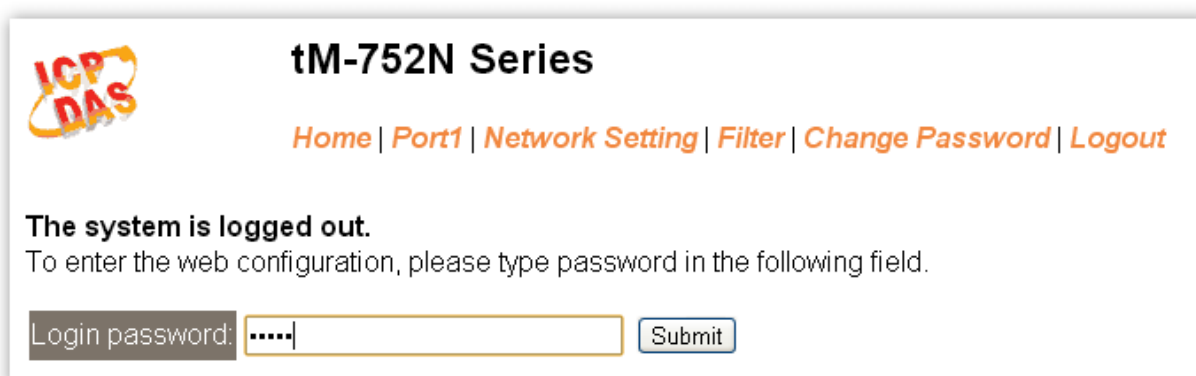 ICP
DAS
tM-752N Series
Home | Port1 | Network Setting | Filter | Change Password | Logout
The system is logged out.
To enter the web configuration, please type password in the following field.
Login password: ••••• Submit